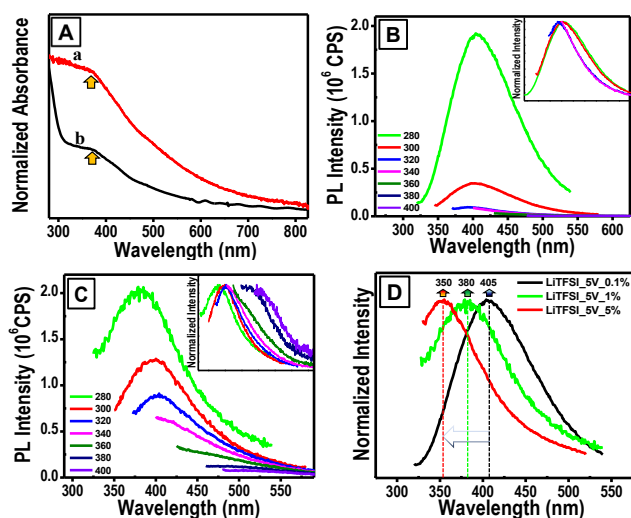 A
a
b
Normalized Absorbance
300 400 500 600 700 800
Wavelength (nm)
B
PL Intensity (10⁶ CPS)
2.0
1.5
1.0
0.5
0.0
280
300
320
340
360
380
400
Normalized Intensity
300 350 400 450 500 550 600
Wavelength (nm)
C
PL Intensity (10⁶ CPS)
2.0
1.5
1.0
0.5
0.0
280
300
320
340
360
380
400
Normalized Intensity
300 350 400 450 500 550
Wavelength (nm)
D
350 380 405
LiTFSI_5V_0.1%
LiTFSI_5V_1%
LiTFSI_5V_5%
Normalized Intensity
300 350 400 450 500 550
Wavelength (nm)